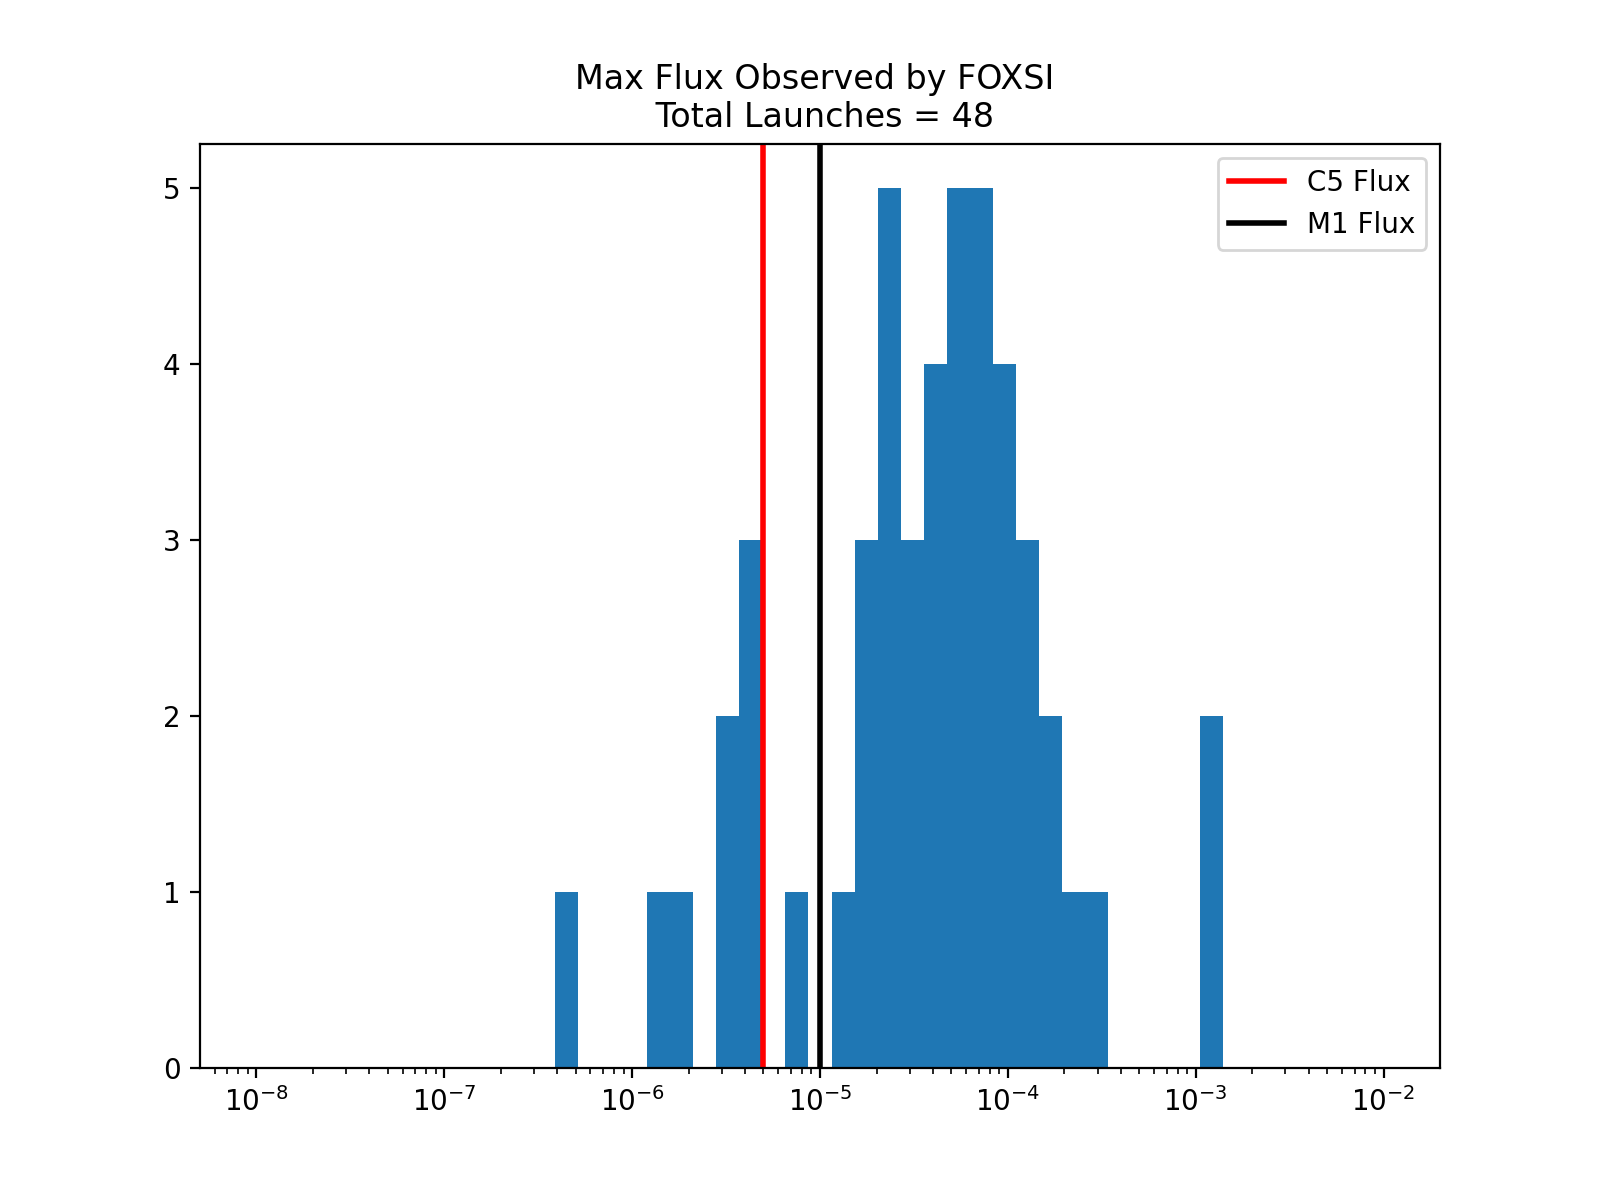 Max Flux Observed by FOXSI
Total Launches = 48
C5 Flux
M1 Flux
5
4
3
2
1
0
10⁻⁸ 10⁻⁷ 10⁻⁶ 10⁻⁵ 10⁻⁴ 10⁻³ 10⁻²